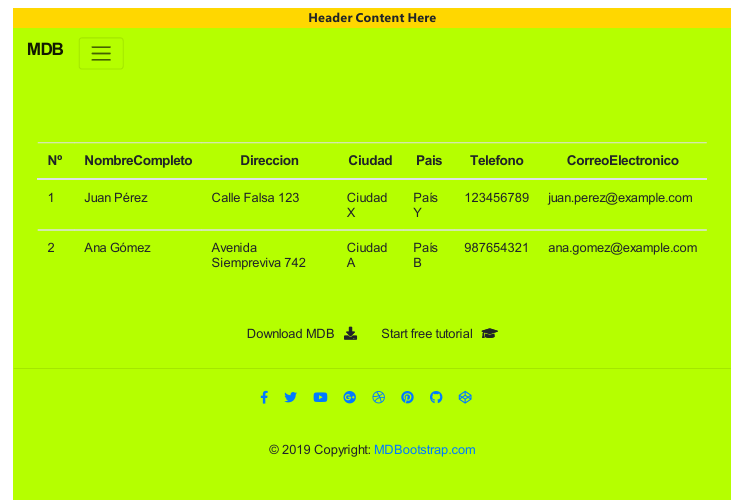 Header Content Here
MDB
Nº NombreCompleto Direccion Ciudad Pais Telefono CorreoElectronico
1 Juan Pérez Calle Falsa 123 Ciudad X País Y 123456789 juan.perez@example.com
2 Ana Gómez Avenida Siempreviva 742 Ciudad A País B 987654321 ana.gomez@example.com
Download MDB Start free tutorial
© 2019 Copyright: MDBootstrap.com